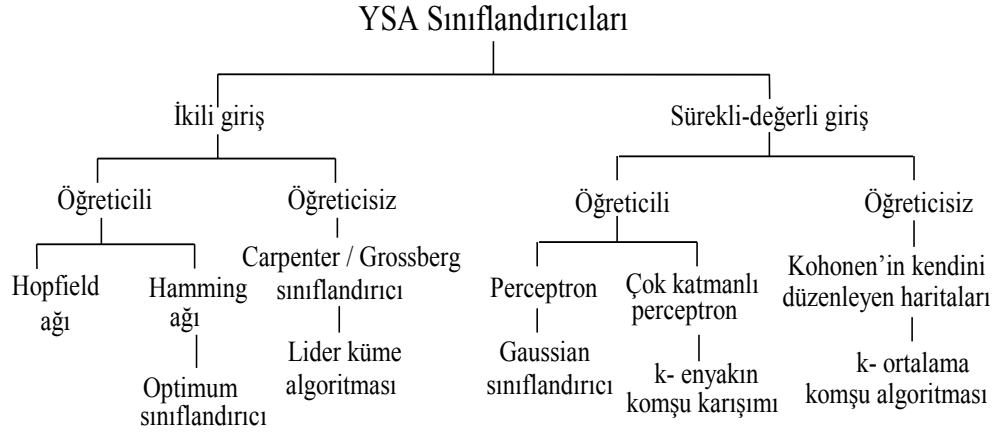 YSA Sınıflandırıcıları
İkili giriş
Sürekli-değerli giriş
Öğreticili
Öğreticisiz
Öğreticili
Öğreticisiz
Hopfield
ağı
Hamming
ağı
Carpenter / Grossberg
sınıflandırıcı
Perceptron
Çok katmanlı
perceptron
Kohonen’in kendini
düzenleyen haritaları
Optimum
sınıflandırıcı
Lider küme
algoritması
Gaussian
sınıflandırıcı
k- enyakın
komşu karışımı
k- ortalama
komşu algoritması